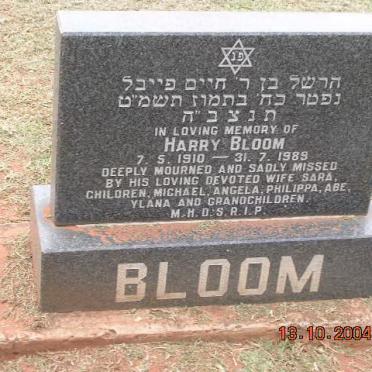 פנ
הרשל בן ר' חיים פייבל
נפטר כח' בתמוז תשמ"ט
ת נ צ ב "ה
IN LOVING MEMORY OF
HARRY BLOOM
7. 5. 1910 — 31. 7. 1989
DEEPLY MOURNED AND SADLY MISSED
BY HIS LOVING DEVOTED WIFE SARA,
CHILDREN, MICHAEL, ANGELA, PHILIPPA, ABE,
YLANA AND GRANDCHILDREN.
M.H.D.S.R.I.P.
BLOOM
13.10.2004